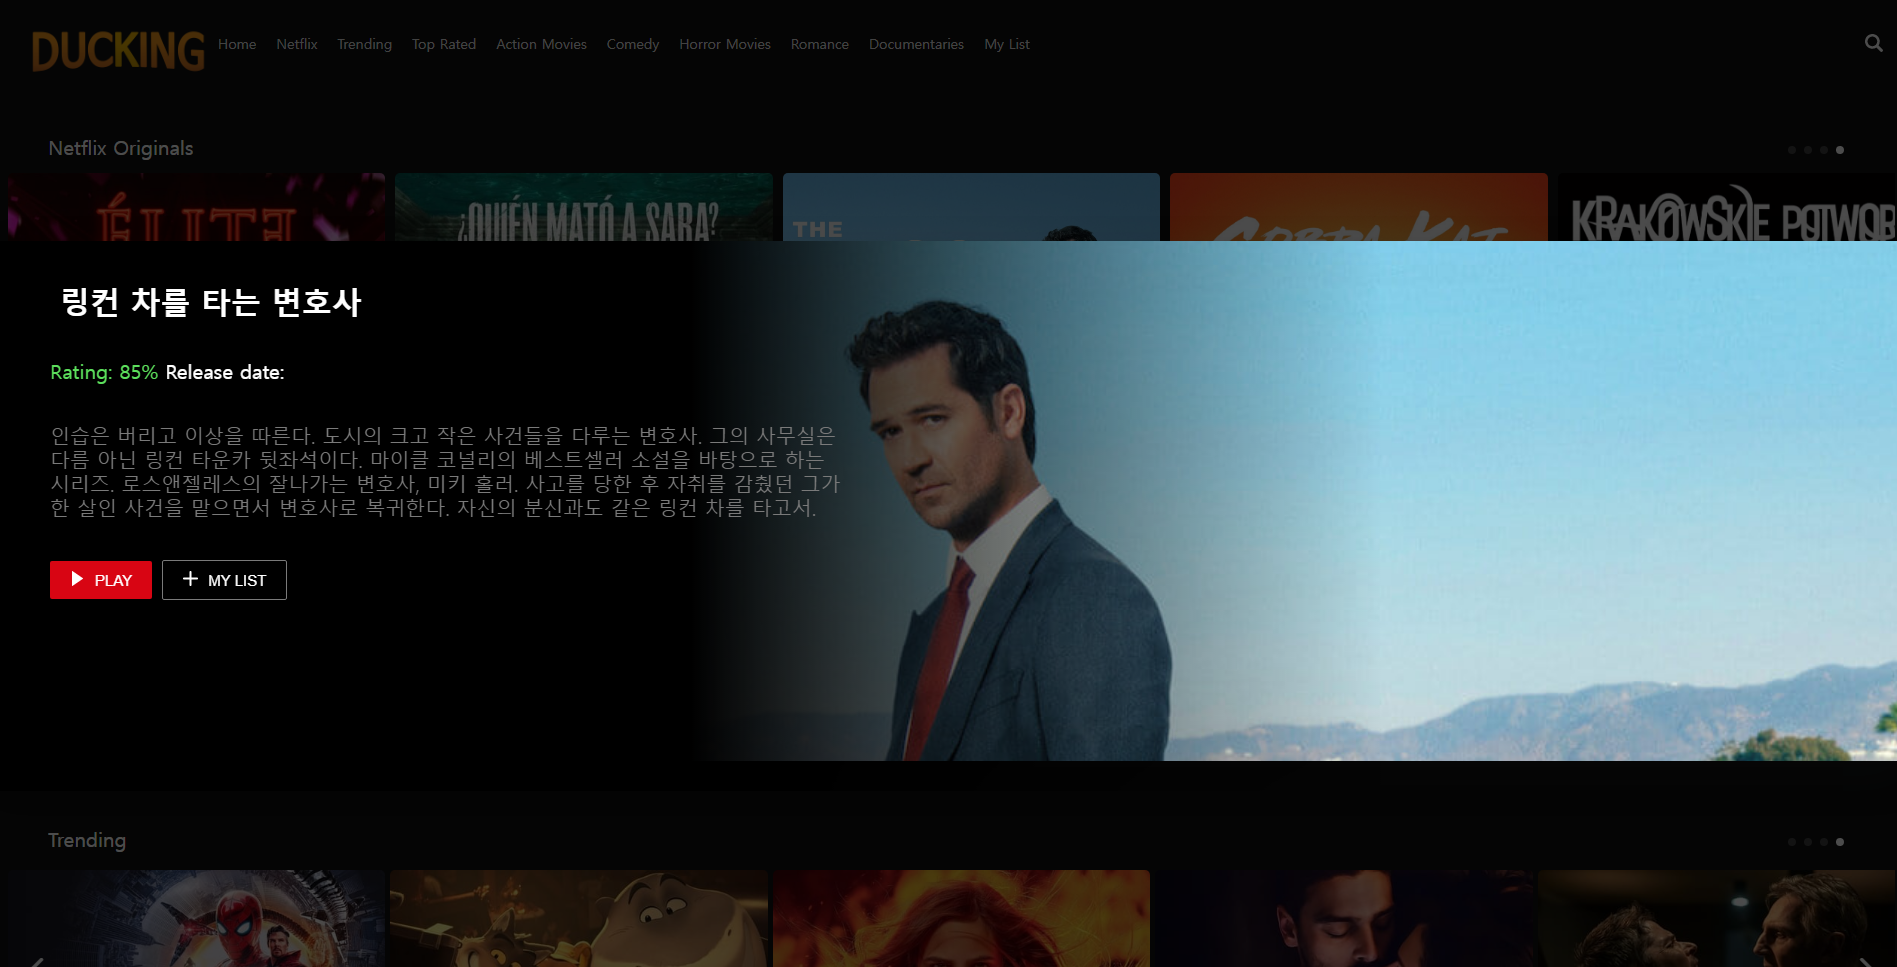 DUCKING
Home Netflix Trending Top Rated Action Movies Comedy Horror Movies Romance Documentaries My List
Netflix Originals
ÉLITE
¿QUIÉN MATÓ A SARA?
THE
COBRA KAI
KRAKOWSKIE POTWOR
링컨 차를 타는 변호사
Rating: 85% Release date:
인습은 버리고 이상을 따른다. 도시의 크고 작은 사건들을 다루는 변호사. 그의 사무실은
다름 아닌 링컨 타운카 뒷좌석이다. 마이클 코널리의 베스트셀러 소설을 바탕으로 하는
시리즈. 로스앤젤레스의 잘나가는 변호사, 미키 홀러. 사고를 당한 후 자취를 감췄던 그가
한 살인 사건을 맡으면서 변호사로 복귀한다. 자신의 분신과도 같은 링컨 차를 타고서.
PLAY
MY LIST
Trending